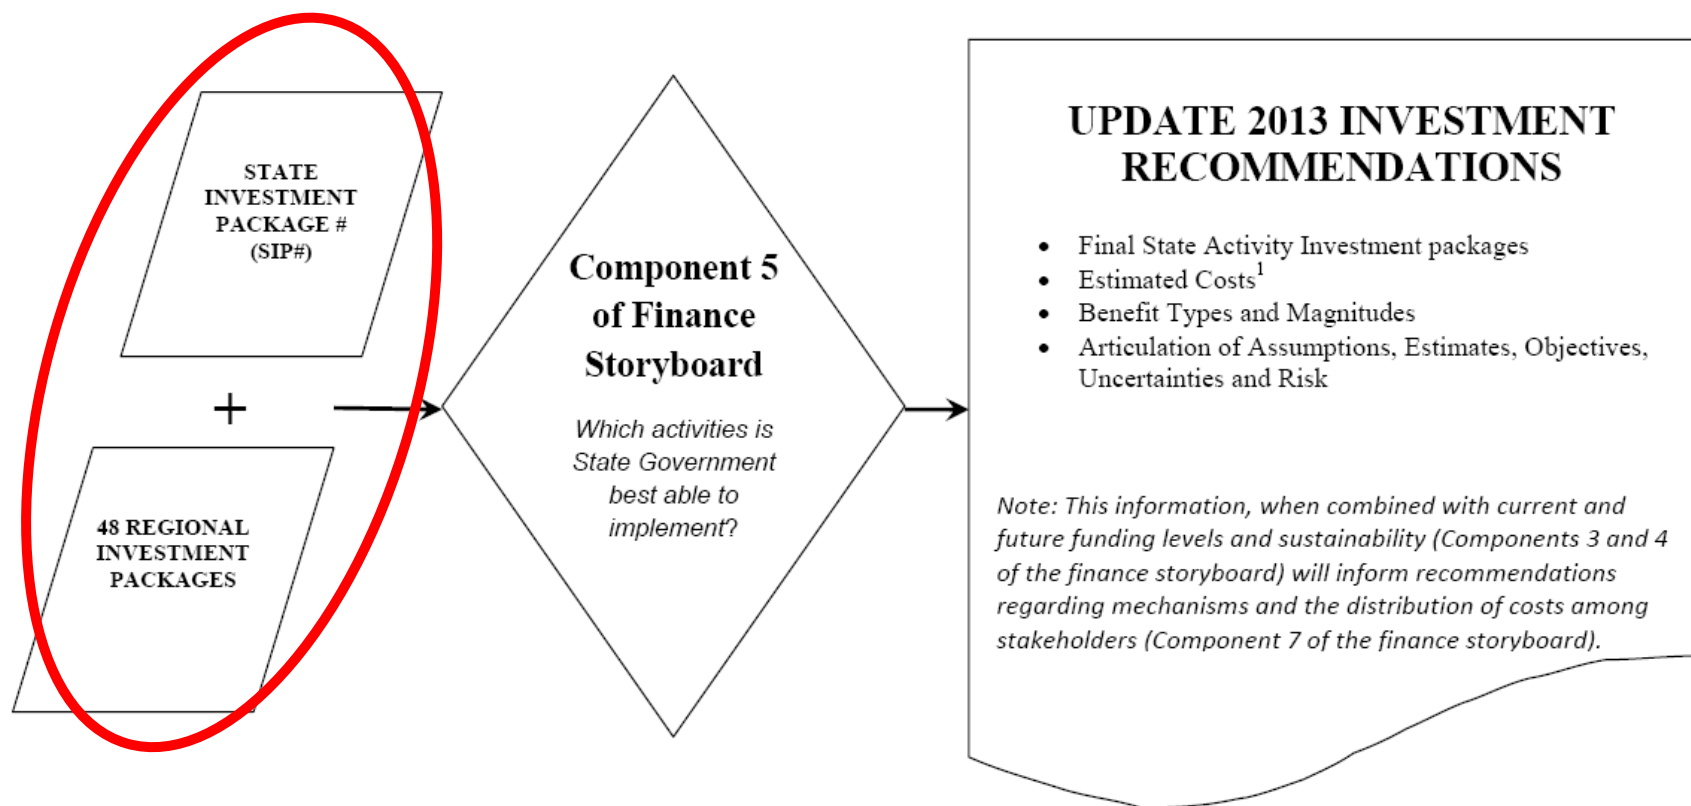 STATE
INVESTMENT
PACKAGE #
(SIP#)
+
48 REGIONAL
INVESTMENT
PACKAGES
Component 5
of Finance
Storyboard
Which activities is
State Government
best able to
implement?
UPDATE 2013 INVESTMENT
RECOMMENDATIONS
• Final State Activity Investment packages
• Estimated Costs1
• Benefit Types and Magnitudes
• Articulation of Assumptions, Estimates, Objectives,
Uncertainties and Risk
Note: This information, when combined with current and
future funding levels and sustainability (Components 3 and 4
of the finance storyboard) will inform recommendations
regarding mechanisms and the distribution of costs among
stakeholders (Component 7 of the finance storyboard).